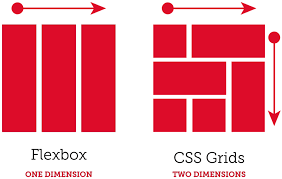 Flexbox
ONE DIMENSION
CSS Grids
TWO DIMENSIONS